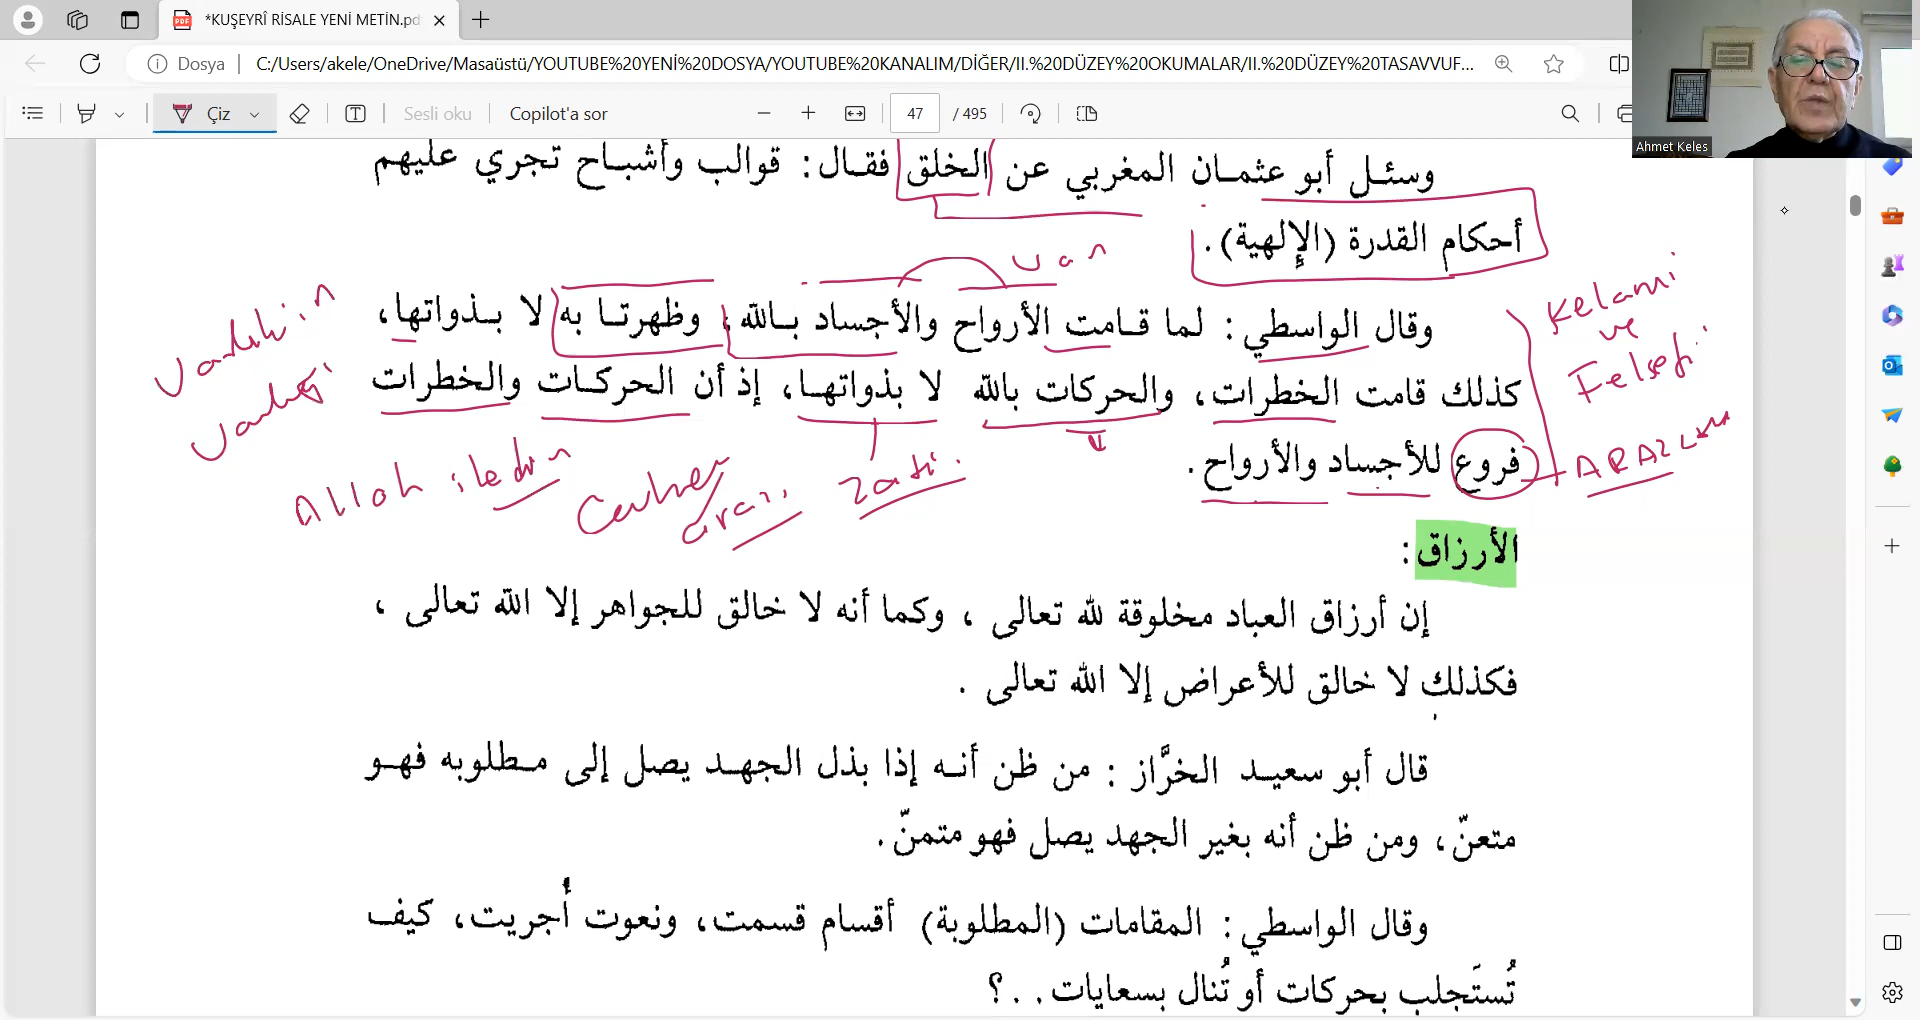 *KUŞEYRÎ RİSALE YENİ METİN.pd
Dosya
C:/Users/akele/OneDrive/Masaüstü/YOUTUBE%20YENİ%20DOSYA/YOUTUBE%20KANALIM/DİĞER/II.%20DÜZEY%20OKUMALAR/II.%20DÜZEY%20TASAVVUF...
Çiz
Sesli oku
Copilot'a sor
47
/ 495
Ahmet Keles
وسئل أبو عثمان المغربي عن الخلق فقال: قوالب وأشباح تجري عليهم
أحكام القدرة (الإلهية).
van
وقال الواسطي: لما قامت الأرواح والأجساد بالله، وظهرتا به لا بذواتها،
كذلك قامت الخطرات، والحركات بالله لا بذواتها، إذ أن الحركات والخطرات
فروع للأجساد والأرواح.
Varlığın
Varlığı
Allah iledir
Cevher
araz,
Zati.
Kelami
ve
Felsefi
ARAZLAR
الأرزاق:
إن أرزاق العباد مخلوقة لله تعالى، وكما أنه لا خالق للجواهر إلا الله تعالى،
فكذلك لا خالق للأعراض إلا الله تعالى.
قال أبو سعيد الخرَّاز: من ظن أنه إذا بذل الجهد يصل إلى مطلوبه فهو
متعنّ، ومن ظن أنه بغير الجهد يصل فهو متمنّ.
وقال الواسطي: المقامات (المطلوبة) أقسام قسمت، ونعوت أُجريت، كيف
تُستَجلب بحركات أو تُنال بسعايات..؟